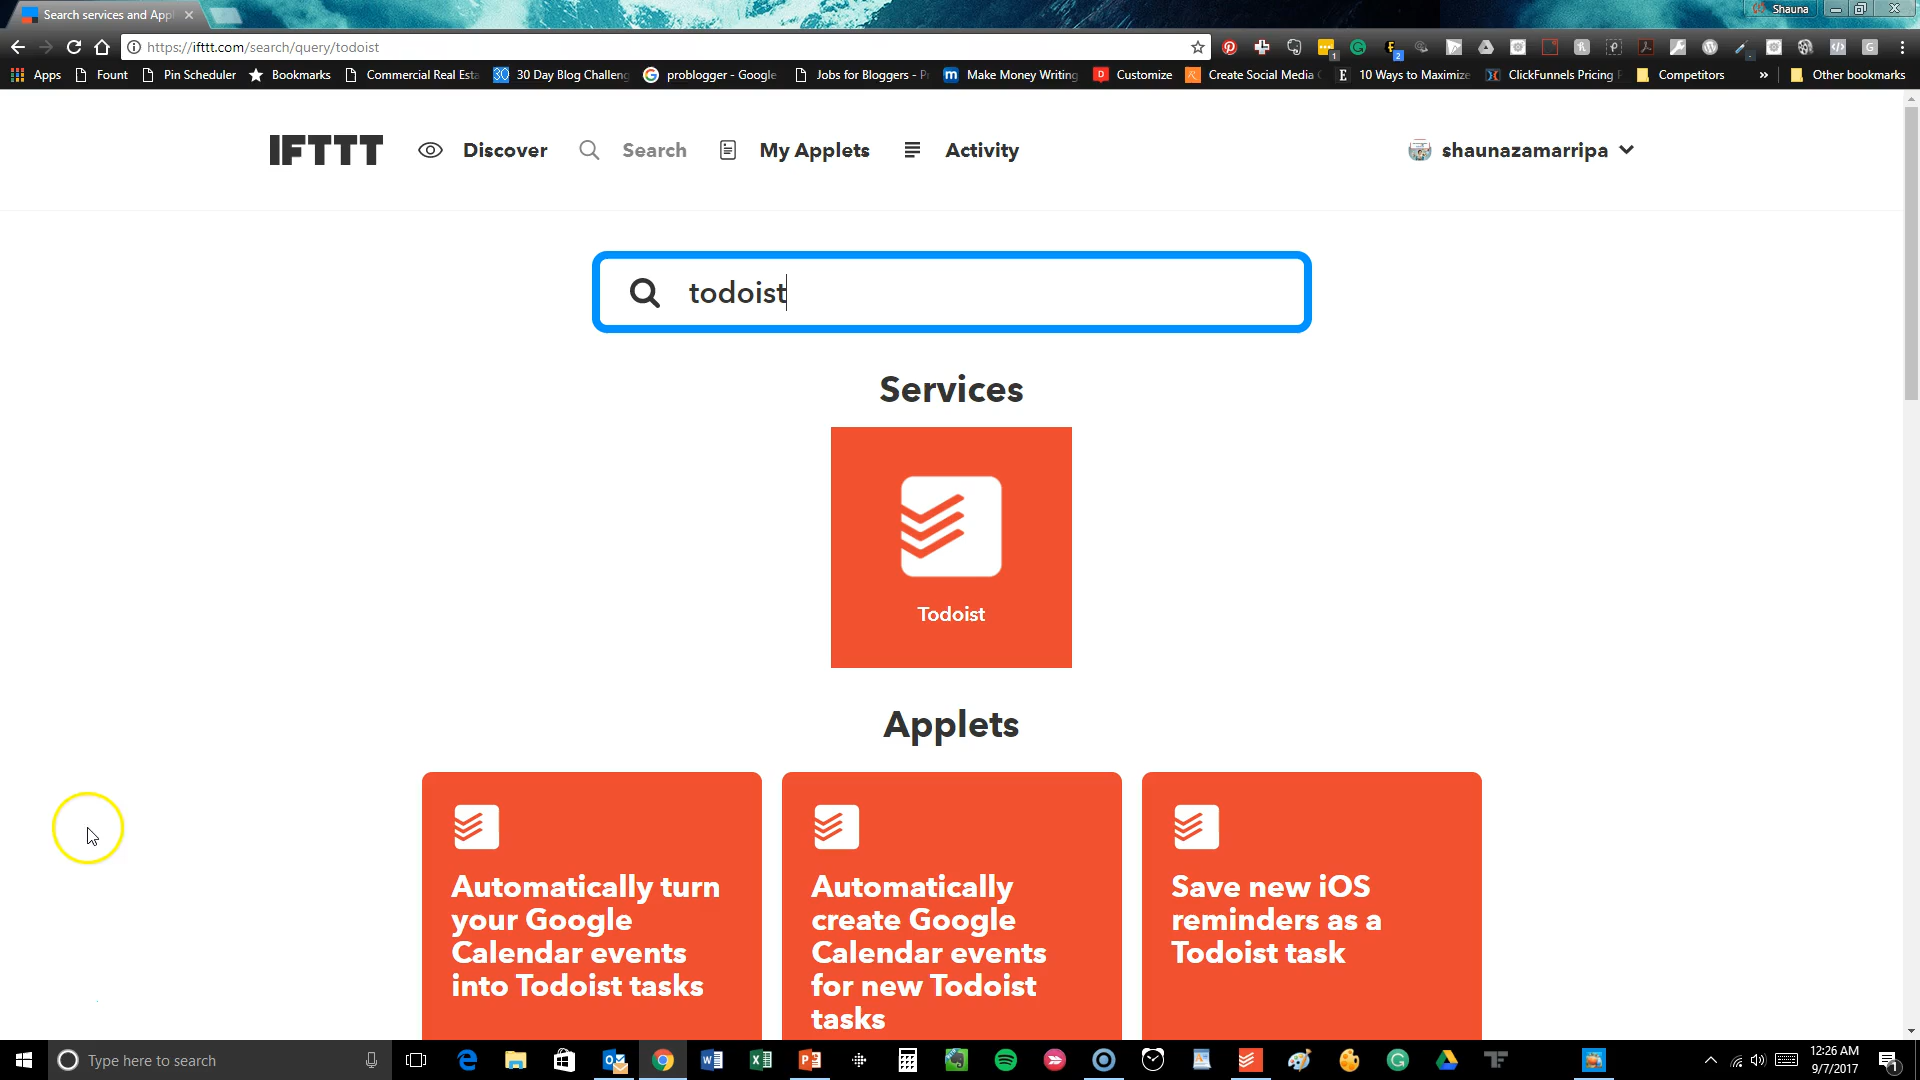 Search services and Appl
Shauna
https://ifttt.com/search/query/todoist
Apps
Fount
Pin Scheduler
Bookmarks
Commercial Real Esta
30 Day Blog Challeng
problogger - Google
Jobs for Bloggers - Pr
Make Money Writing
Customize
Create Social Media
10 Ways to Maximize
ClickFunnels Pricing
Competitors
»
Other bookmarks
IFTTT
Discover
Search
My Applets
Activity
shaunazamarripa
todoist
Services
Todoist
Applets
Automatically turn
your Google
Calendar events
into Todoist tasks
Automatically
create Google
Calendar events
for new Todoist
tasks
Save new iOS
reminders as a
Todoist task
Type here to search
12:26 AM
9/7/2017